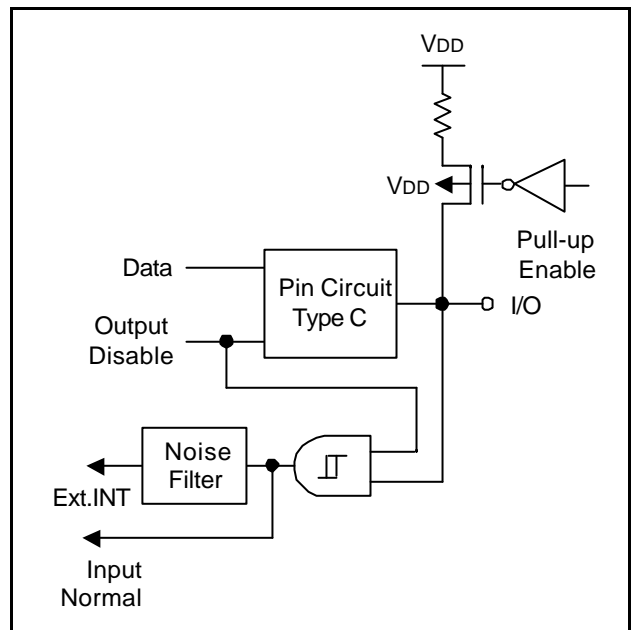 VDD
VDD
Pull-up
Enable
Data
Pin Circuit
Type C
I/O
Output
Disable
Noise
Filter
Ext.INT
Input
Normal